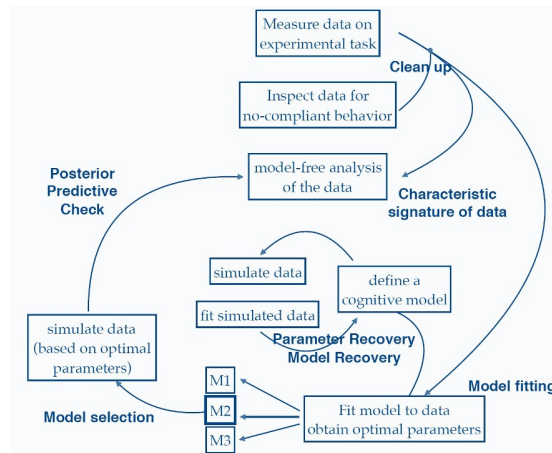 Measure data on
experimental task
Clean up
Inspect data for
no-compliant behavior
model-free analysis
of the data
Posterior
Predictive
Check
Characteristic
signature of data
simulate data
define a
cognitive model
fit simulated data
Parameter Recovery
Model Recovery
simulate data
(based on optimal
parameters)
M1
M2
M3
Model selection
Fit model to data
obtain optimal parameters
Model fitting